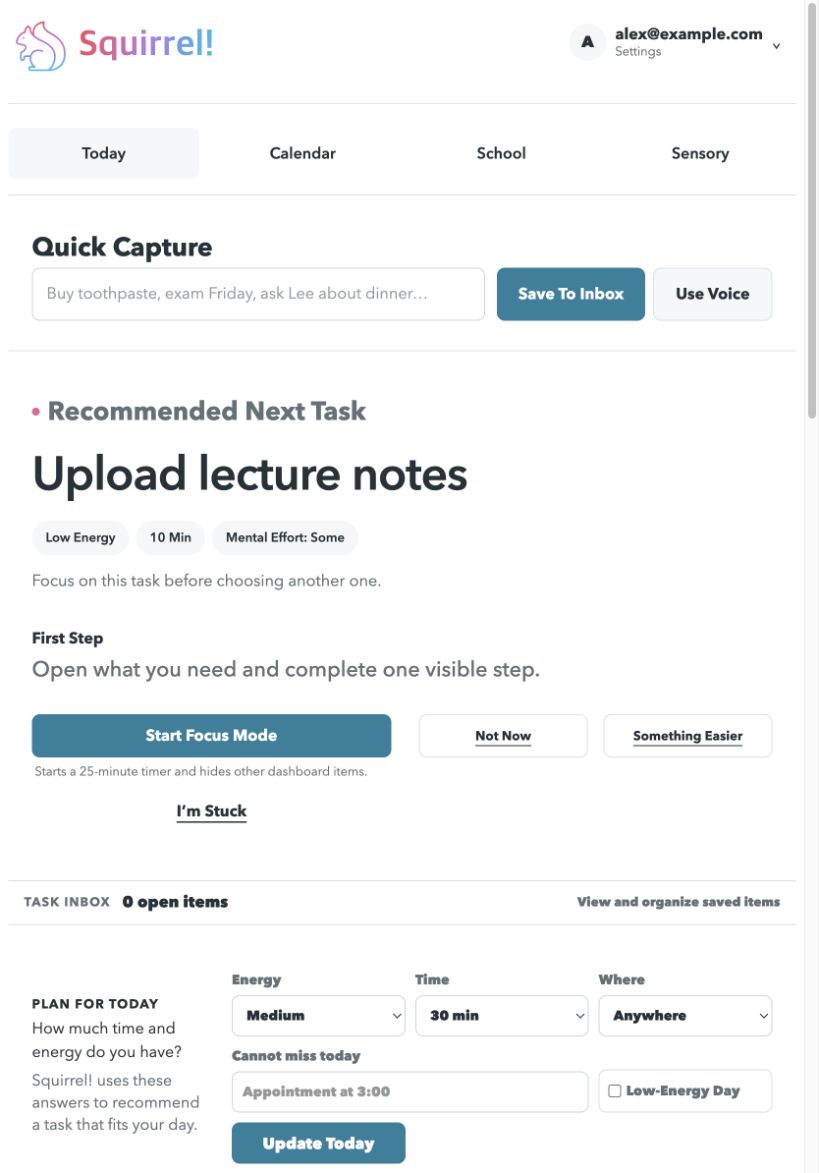 Squirrel!
A
alex@example.com
Settings
Today
Calendar
School
Sensory
Quick Capture
Buy toothpaste, exam Friday, ask Lee about dinner…
Save To Inbox
Use Voice
Recommended Next Task
Upload lecture notes
Low Energy
10 Min
Mental Effort: Some
Focus on this task before choosing another one.
First Step
Open what you need and complete one visible step.
Start Focus Mode
Not Now
Something Easier
Starts a 25-minute timer and hides other dashboard items.
I’m Stuck
TASK INBOX 0 open items
View and organize saved items
PLAN FOR TODAY
How much time and
energy do you have?
Squirrel! uses these
answers to recommend
a task that fits your day.
Energy
Medium
Time
30 min
Where
Anywhere
Cannot miss today
Appointment at 3:00
Low-Energy Day
Update Today